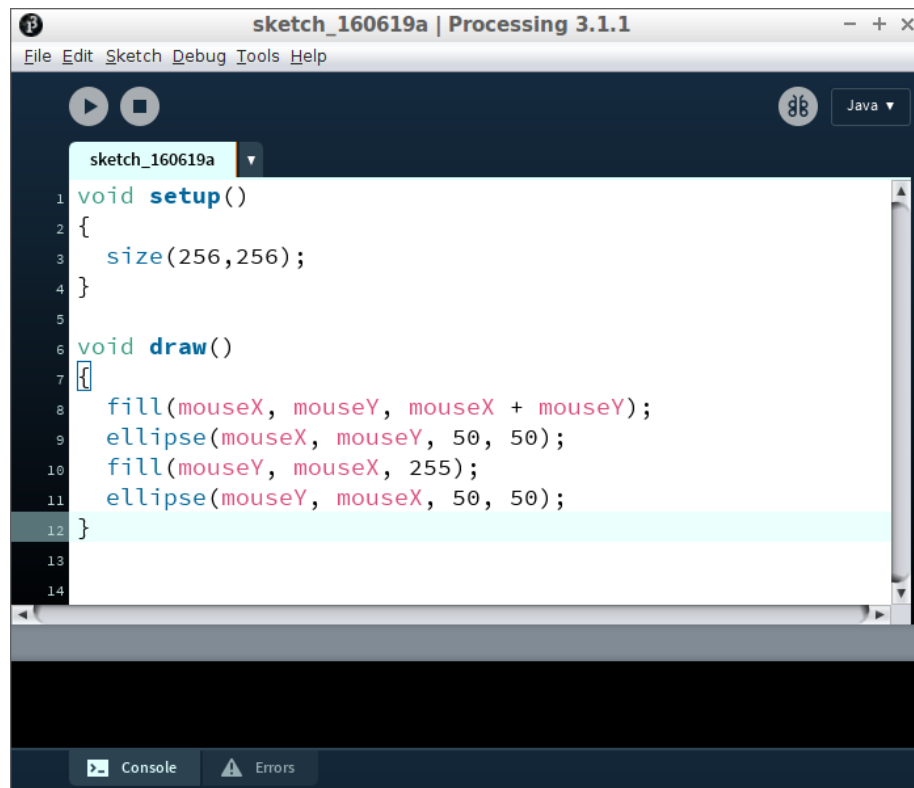 sketch_160619a | Processing 3.1.1
File Edit Sketch Debug Tools Help
Java ▼
sketch_160619a ▼
1 void setup()
2 {
3   size(256,256);
4 }
5
6 void draw()
7 {
8   fill(mouseX, mouseY, mouseX + mouseY);
9   ellipse(mouseX, mouseY, 50, 50);
10   fill(mouseY, mouseX, 255);
11   ellipse(mouseY, mouseX, 50, 50);
12 }
13
14
>_ Console Errors